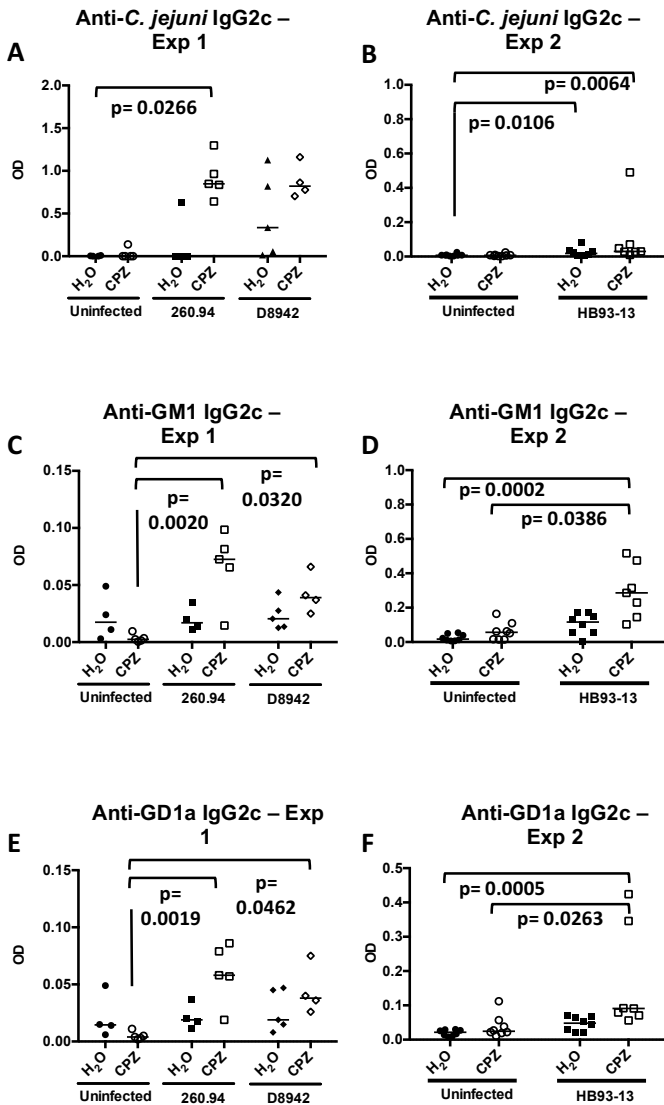 Anti-C. jejuni IgG2c –
Exp 1
A
2.0
1.5
1.0
0.5
0.0
OD
p= 0.0266
H2O
CPZ
H2O
CPZ
H2O
CPZ
Uninfected
260.94
D8942
Anti-C. jejuni IgG2c –
Exp 2
B
1.0
0.8
0.6
0.4
0.2
0.0
OD
p= 0.0064
p= 0.0106
H2O
CPZ
H2O
CPZ
Uninfected
HB93-13
Anti-GM1 IgG2c –
Exp 1
C
0.15
0.10
0.05
0.00
OD
p=
0.0020
p=
0.0320
H2O
CPZ
H2O
CPZ
H2O
CPZ
Uninfected
260.94
D8942
Anti-GM1 IgG2c –
Exp 2
D
1.0
0.8
0.6
0.4
0.2
0.0
OD
p= 0.0002
p= 0.0386
H2O
CPZ
H2O
CPZ
Uninfected
HB93-13
Anti-GD1a IgG2c – Exp
1
E
0.15
0.10
0.05
0.00
OD
p=
0.0019
p=
0.0462
H2O
CPZ
H2O
CPZ
H2O
CPZ
Uninfected
260.94
D8942
Anti-GD1a IgG2c –
Exp 2
F
0.5
0.4
0.3
0.2
0.1
0.0
OD
p= 0.0005
p= 0.0263
H2O
CPZ
H2O
CPZ
Uninfected
HB93-13